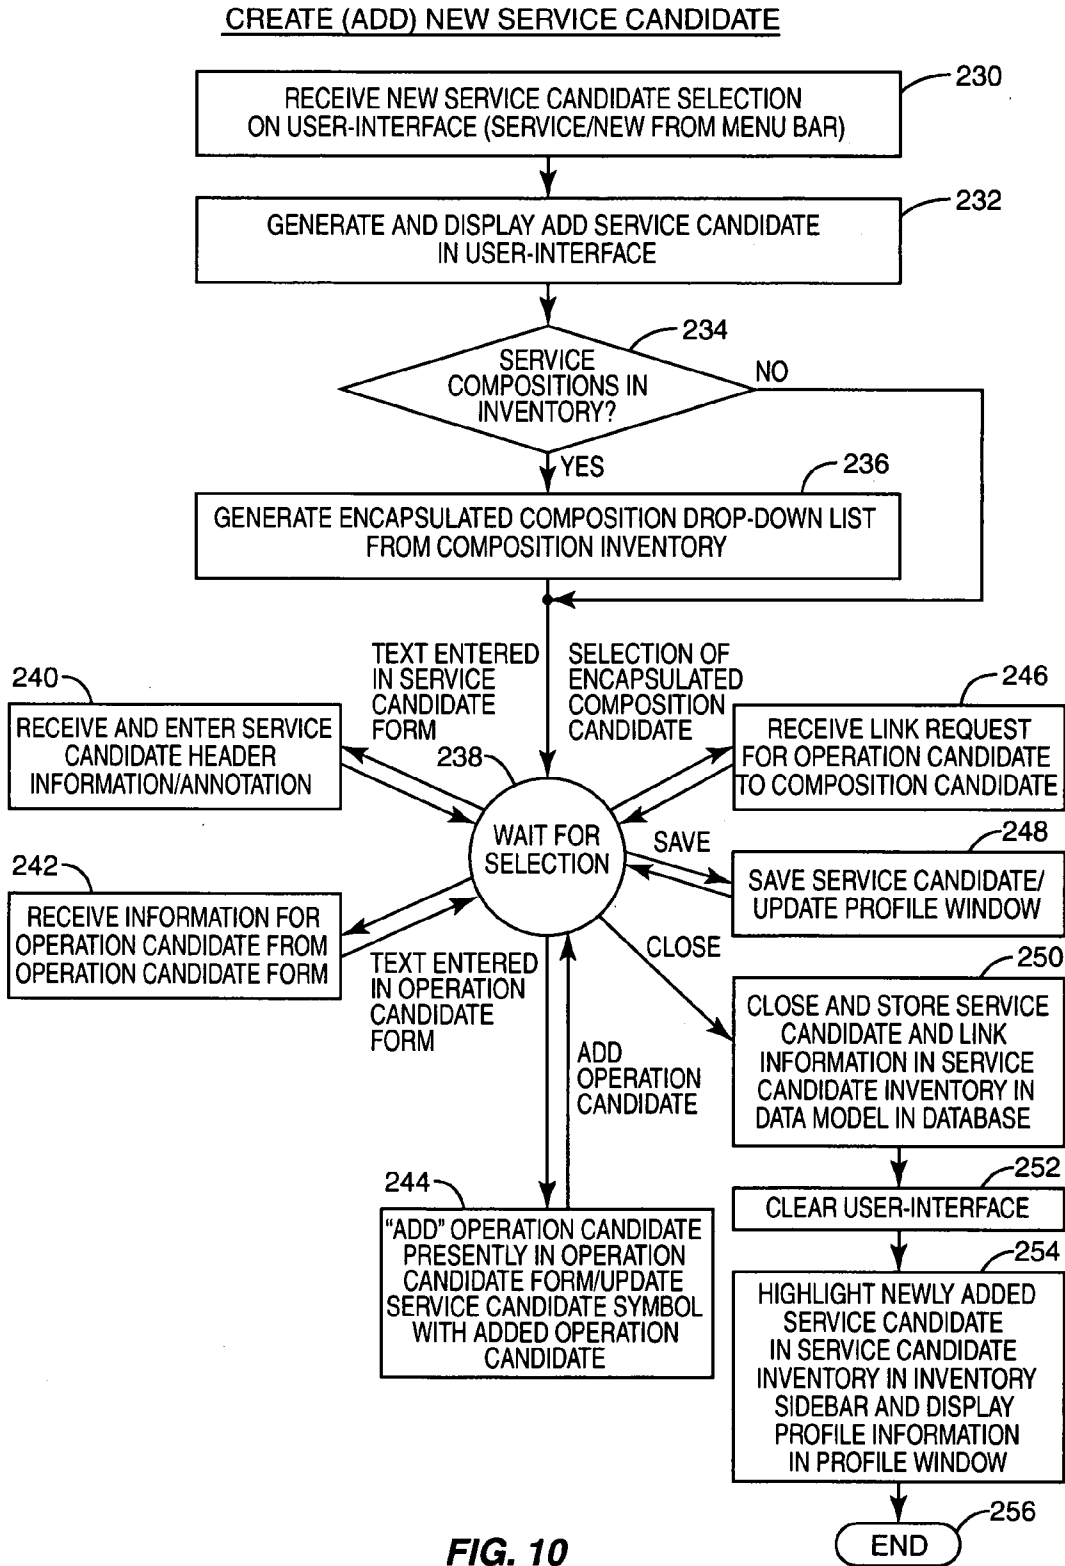 CREATE (ADD) NEW SERVICE CANDIDATE
230
RECEIVE NEW SERVICE CANDIDATE SELECTION
ON USER-INTERFACE (SERVICE/NEW FROM MENU BAR)
232
GENERATE AND DISPLAY ADD SERVICE CANDIDATE
IN USER-INTERFACE
234
SERVICE
COMPOSITIONS IN
INVENTORY?
NO
YES
236
GENERATE ENCAPSULATED COMPOSITION DROP-DOWN LIST
FROM COMPOSITION INVENTORY
TEXT ENTERED
IN SERVICE
CANDIDATE
FORM
SELECTION OF
ENCAPSULATED
COMPOSITION
CANDIDATE
240
RECEIVE AND ENTER SERVICE
CANDIDATE HEADER
INFORMATION/ANNOTATION
246
RECEIVE LINK REQUEST
FOR OPERATION CANDIDATE
TO COMPOSITION CANDIDATE
238
WAIT FOR
SELECTION
SAVE
248
SAVE SERVICE CANDIDATE/
UPDATE PROFILE WINDOW
242
RECEIVE INFORMATION FOR
OPERATION CANDIDATE FROM
OPERATION CANDIDATE FORM
TEXT ENTERED
IN OPERATION
CANDIDATE
FORM
CLOSE
250
CLOSE AND STORE SERVICE
CANDIDATE AND LINK
INFORMATION IN SERVICE
CANDIDATE INVENTORY IN
DATA MODEL IN DATABASE
ADD
OPERATION
CANDIDATE
252
CLEAR USER-INTERFACE
244
"ADD" OPERATION CANDIDATE
PRESENTLY IN OPERATION
CANDIDATE FORM/UPDATE
SERVICE CANDIDATE SYMBOL
WITH ADDED OPERATION
CANDIDATE
254
HIGHLIGHT NEWLY ADDED
SERVICE CANDIDATE
IN SERVICE CANDIDATE
INVENTORY IN INVENTORY
SIDEBAR AND DISPLAY
PROFILE INFORMATION
IN PROFILE WINDOW
256
END
FIG. 10